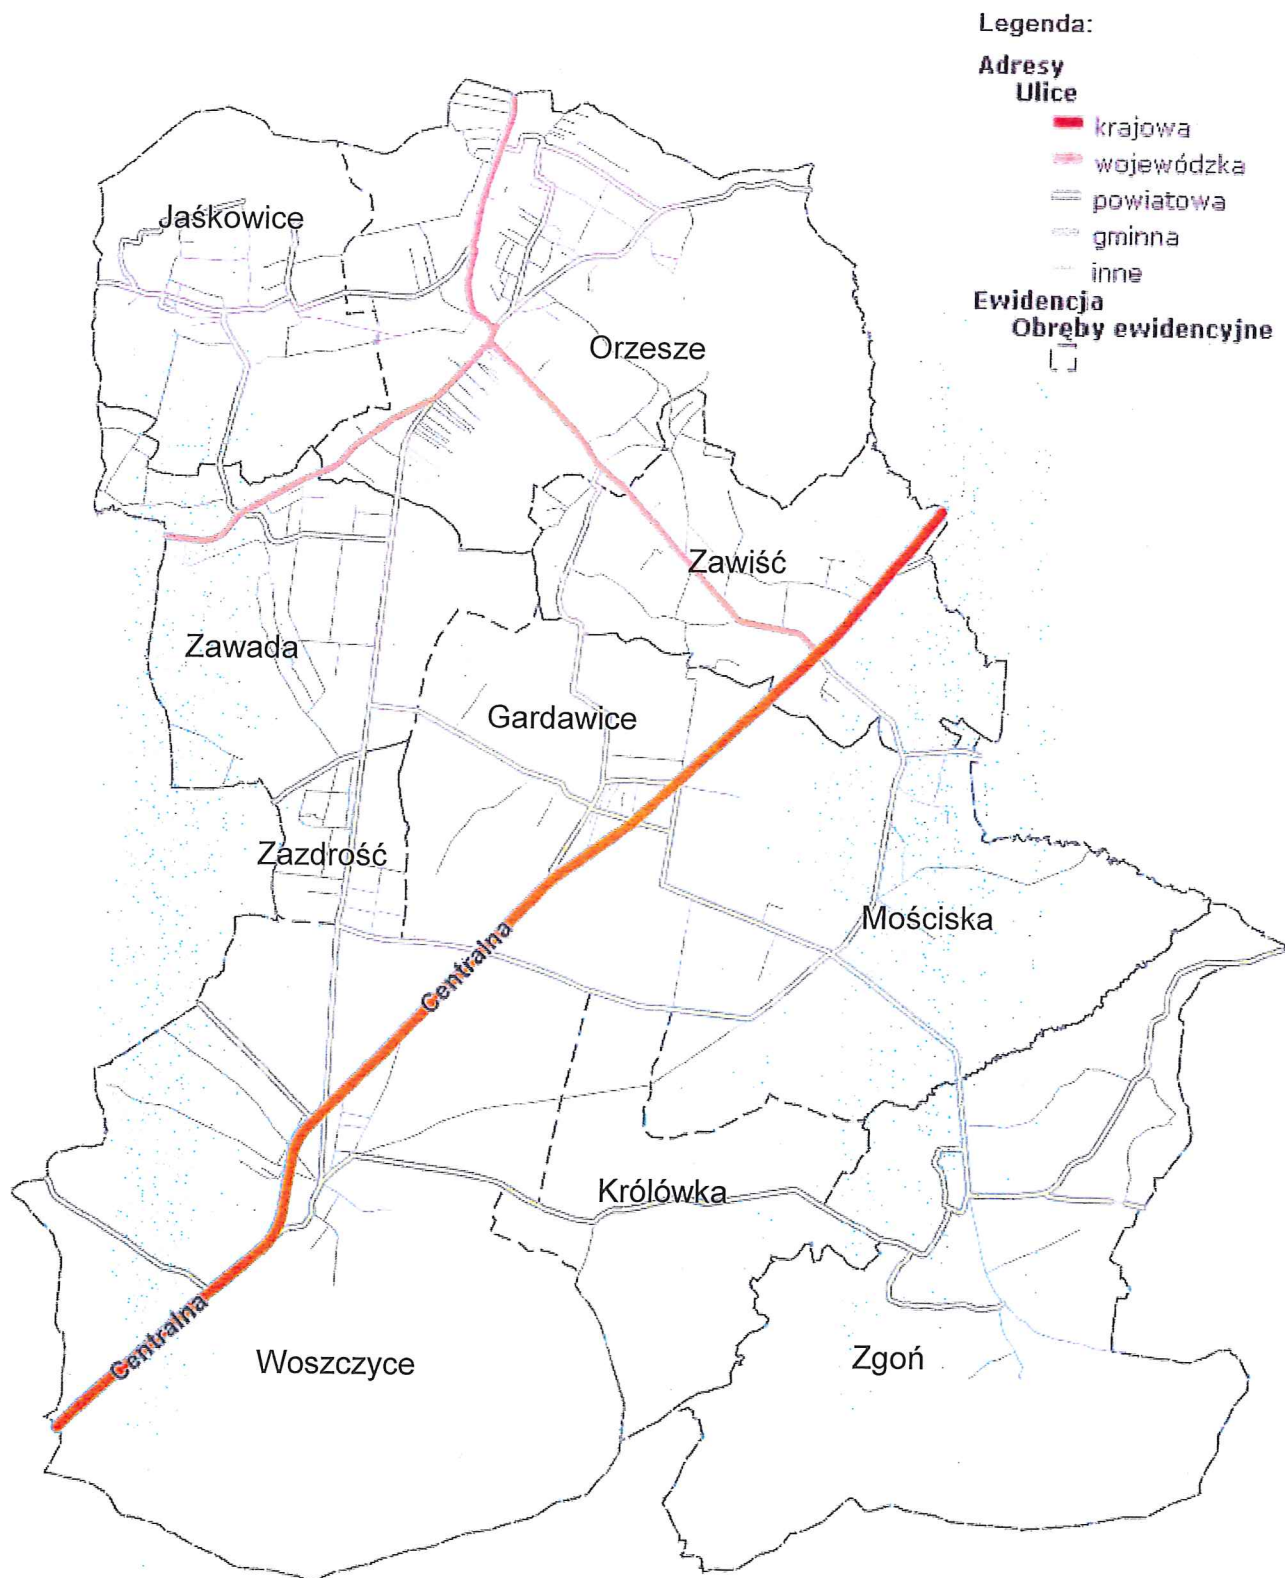 Legenda:
Adresy
Ulice
krajowa
wojewódzka
powiatowa
gminna
inne
Ewidencja
Obręby ewidencyjne
Jaśkowice
Orzesze
Zawiść
Zawada
Gardawice
Zazdrość
Mościska
Centralna
Królówka
Centralna
Woszczyce
Zgoń